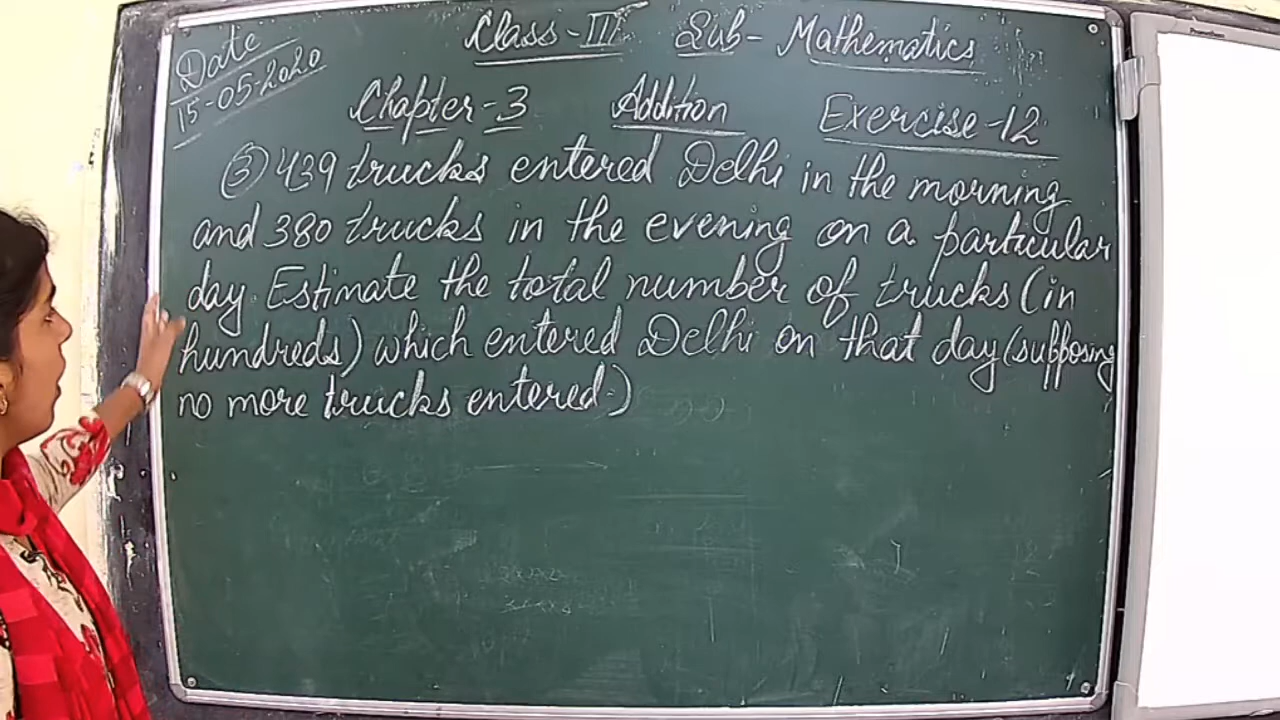 Date
15-05-2020
Class-III Sub- Mathematics
Chapter-3 Addition Exercise-12
③ 439 trucks entered Delhi in the morning
and 380 trucks in the evening on a particular
day. Estimate the total number of trucks (in
hundreds) which entered Delhi on that day (supposing
no more trucks entered.)